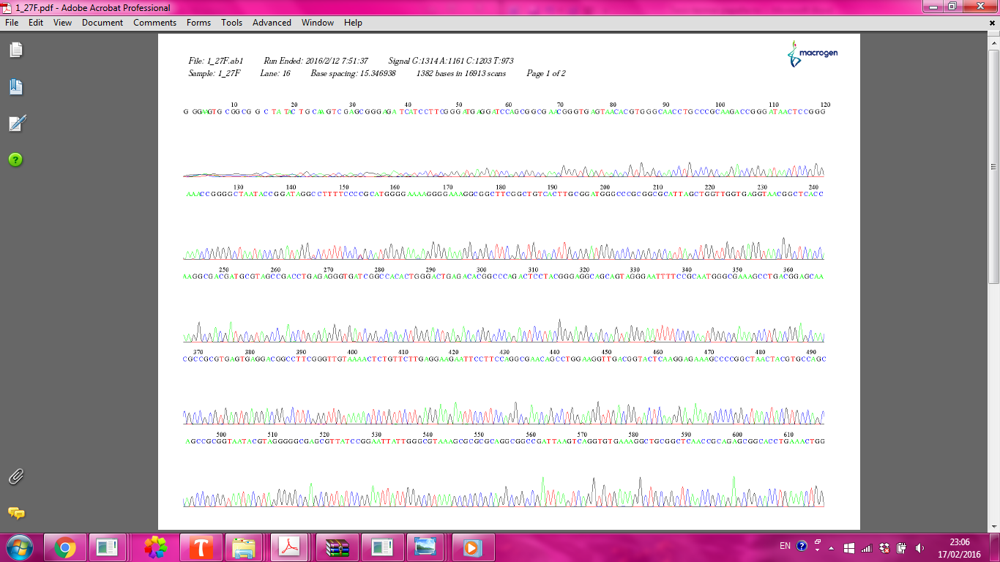 1_27F.pdf - Adobe Acrobat Professional
File Edit View Document Comments Forms Tools Advanced Window Help
File: 1_27F.ab1 Run Ended: 2016/2/12 7:51:37 Signal G:1314 A:1161 C:1203 T:973
Sample: 1_27F Lane: 16 Base spacing: 15.346938 1382 bases in 16913 scans Page 1 of 2
macrogen
10 20 30 40 50 60 70 80 90 100 110 120
G GGAAGTG CGGCG G C TA TAC TGCAAGTCGAGCGGGAGA TCATCCTTCGGGATGAGGATCCAGCGGCGAACGGGTGAGTAACACGTGGGCAACCTGCCCGCAAGACCGGGATAACTCCGGG
130 140 150 160 170 180 190 200 210 220 230 240
AAACCGGGGCTAATACCGGATAGGCCTTTTCCCCGCATGGGGAAAAGGGGAAAGGCGGCTTCGGCTGTCACTTGCGGATGGGCCCGCGGCGCATTAGCTGGTTGGTGAGGTAACGGCTCACC
250 260 270 280 290 300 310 320 330 340 350 360
AAGGCGACGATGCGTAGCCGACCTGAGAGGGTGATCGGCCACACTGGGACTGAGACACGGCCCAGACTCCTACGGGAGGCAGCAGTAGGGAATTTTCCGCAATGGGCGAAAGCCTGACGGAGCAA
370 380 390 400 410 420 430 440 450 460 470 480 490
CGCCGCGTGAGTGAGGACGGCCTTCGGGTTGTAAAACTCTGTTCTTGAGGAAGAATTCCTTCCAGGCGAACAGCCTGGAAGGTTGACGGTACTCAAGGAGAAAGCCCCGGCTAACTACGTGCCAGC
500 510 520 530 540 550 560 570 580 590 600 610
AGCCGCGGTAATACGTAGGGGGCGAGCGTTATCCGGAATTATTGGGCGTAAAGCGCGCGCAGGCGGCCGATTAAGTCAGGTGTGAAAGGCTGCGGCTCAACCGCAGAGCGGCACCTGAAACTGG
EN
23:06
17/02/2016